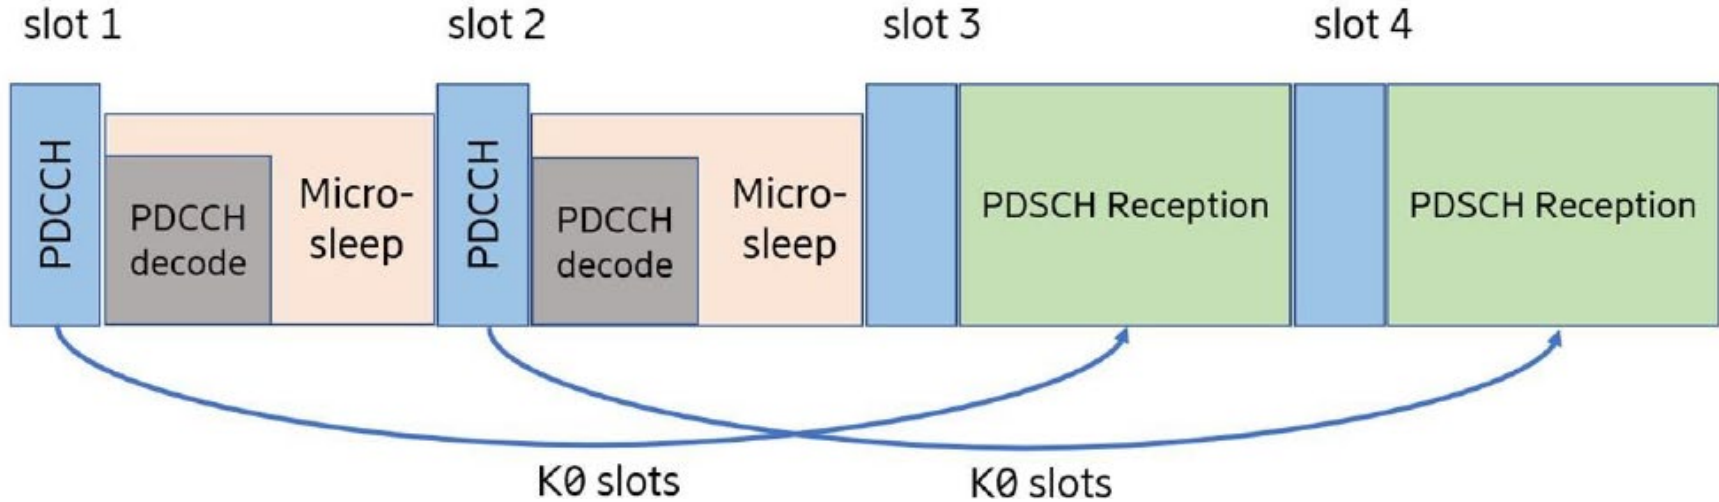 slot 1
slot 2
slot 3
slot 4
PDCCH
PDCCH
decode
Micro-
sleep
PDCCH
PDCCH
decode
Micro-
sleep
PDSCH Reception
PDSCH Reception
K0 slots
K0 slots